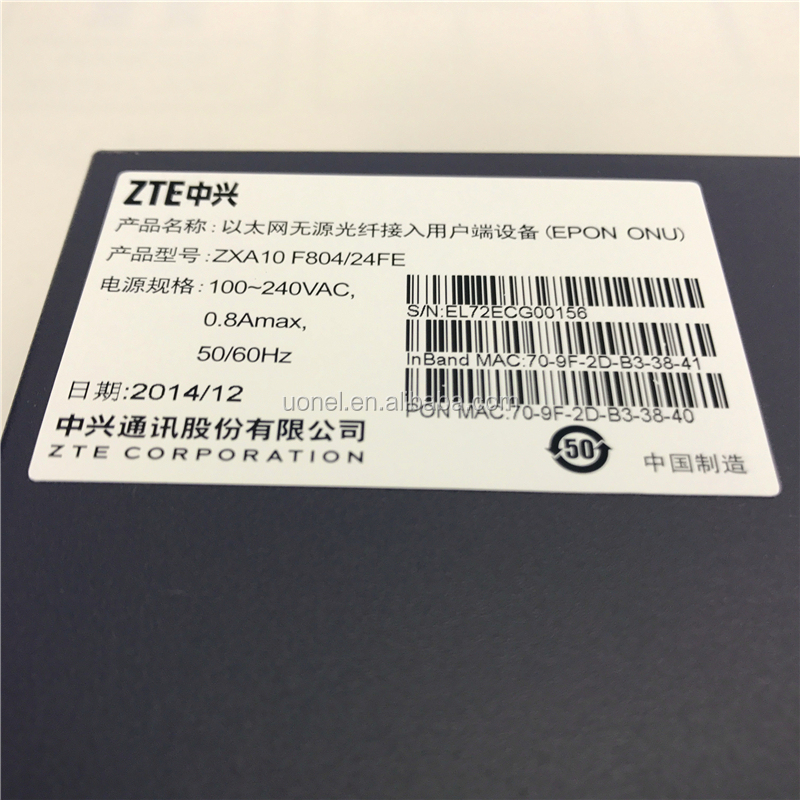 ZTE中兴
产品名称: 以太网无源光纤接入用户端设备(EPON ONU)
产品型号: ZXA10 F804/24FE
电源规格: 100~240VAC,
0.8Amax,
50/60Hz
S/N:EL72ECG00156
InBand MAC:70-9F-2D-B3-38-41
PON MAC:70-9F-2D-B3-38-40
日期: 2014/12
uonel.en.alibaba.com
中兴通讯股份有限公司
ZTE CORPORATION
50
中国制造